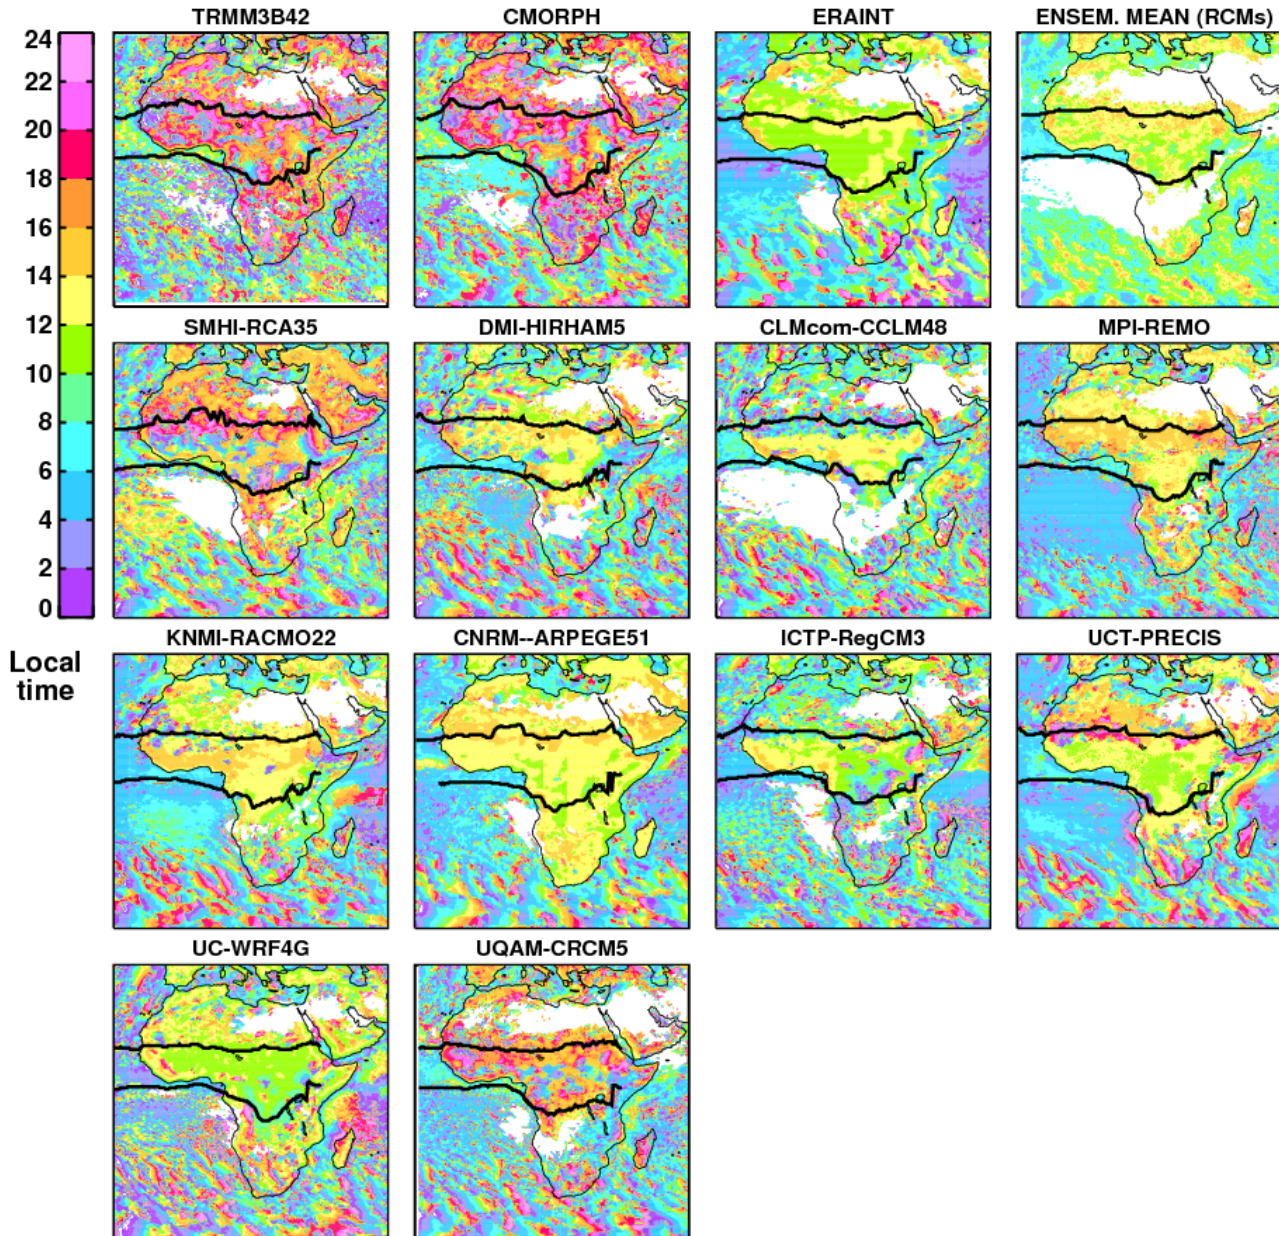 TRMM3B42
CMORPH
ERAINT
ENSEM. MEAN (RCMs)
24
22
20
18
16
14
12
10
8
6
4
2
0
Local
time
SMHI-RCA35
DMI-HIRHAM5
CLMcom-CCLM48
MPI-REMO
KNMI-RACMO22
CNRM--ARPEGE51
ICTP-RegCM3
UCT-PRECIS
UC-WRF4G
UQAM-CRCM5